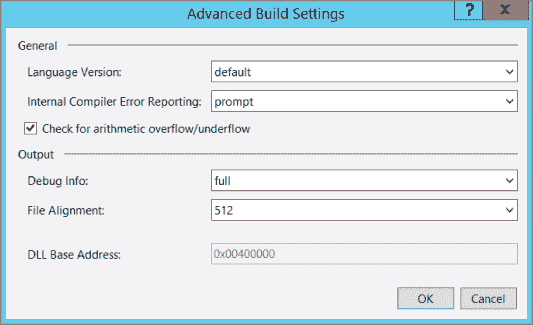 Advanced Build Settings
?
x
General
Language Version:
default
Internal Compiler Error Reporting:
prompt
Check for arithmetic overflow/underflow
Output
Debug Info:
full
File Alignment:
512
DLL Base Address:
0x00400000
OK
Cancel